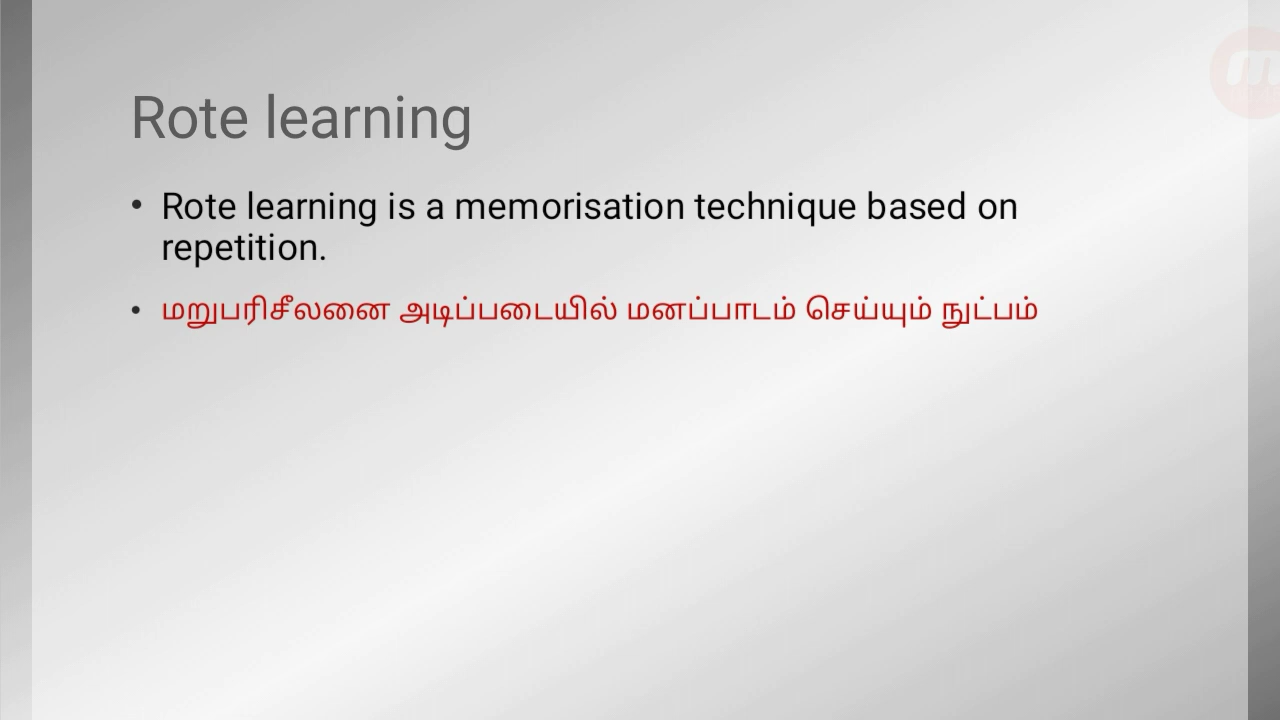 Rote learning
• Rote learning is a memorisation technique based on
repetition.
• மறுபரிசீலனை அடிப்படையில் மனப்பாடம் செய்யும் நுட்பம்